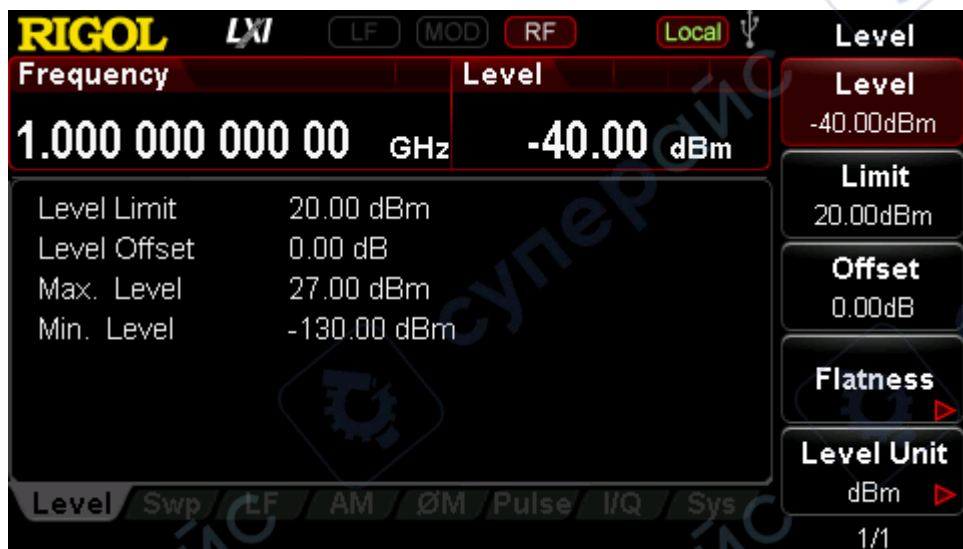 RIGOL LXI LF MOD RF Local Level
Frequency Level
1.000 000 000 00 GHz -40.00 dBm
Level Limit 20.00 dBm
Level Offset 0.00 dB
Max. Level 27.00 dBm
Min. Level -130.00 dBm
Level Swp LF AM ØM Pulse I/Q Sys
Level
-40.00dBm
Limit
20.00dBm
Offset
0.00dB
Flatness
Level Unit
dBm
1/1
суперайс